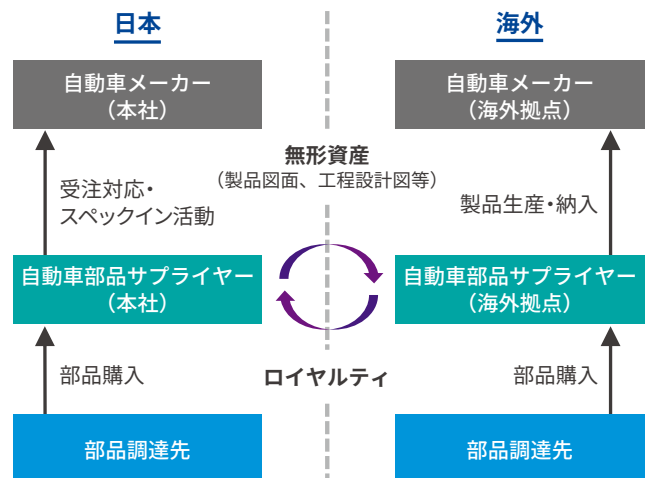 日本
海外
自動車メーカー
（本社）
自動車メーカー
（海外拠点）
無形資産
（製品図面、工程設計図等）
受注対応・
スペックイン活動
製品生産・納入
自動車部品サプライヤー
（本社）
自動車部品サプライヤー
（海外拠点）
部品購入
ロイヤルティ
部品購入
部品調達先
部品調達先